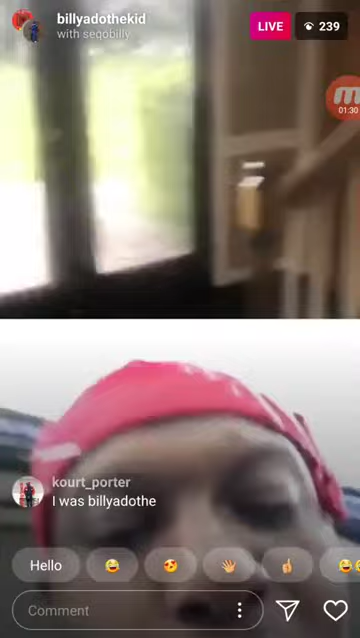 billyadothekid
LIVE
239
with seqobilly
01:30
kourt_porter
I was billyadothe
Hello
Comment